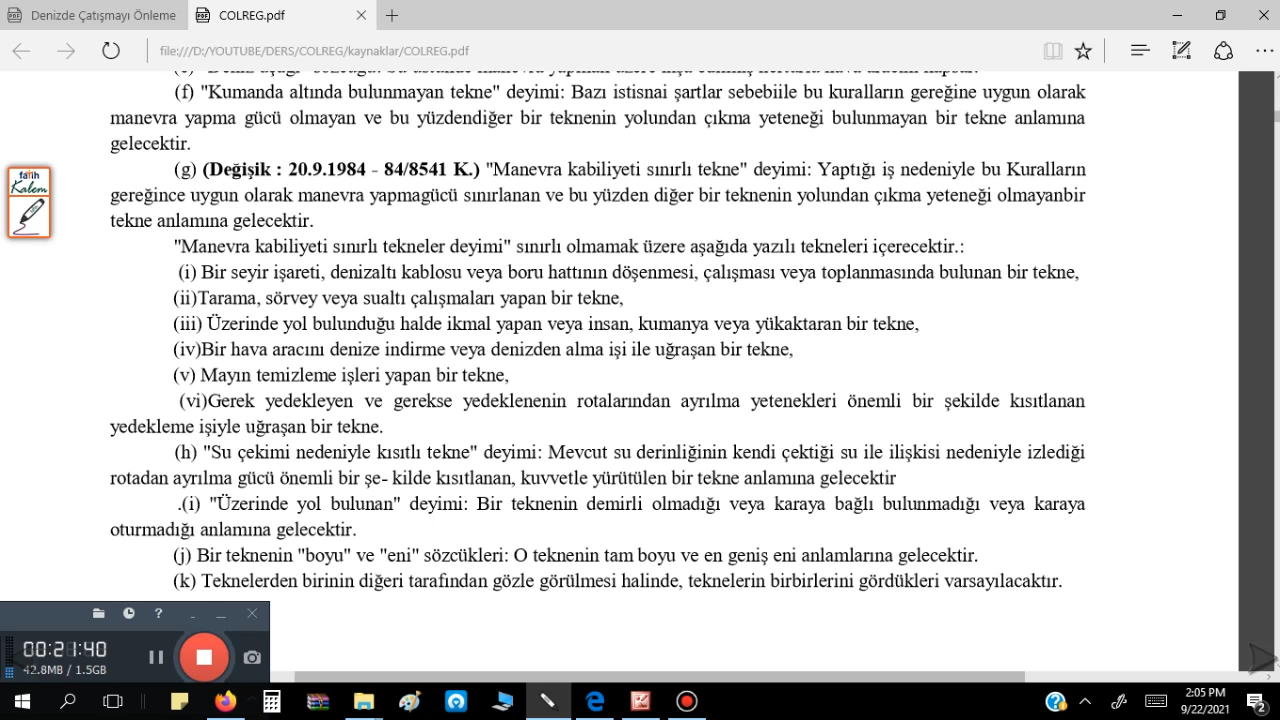 Denizde Çatışmayı Önleme
COLREG.pdf
file:///D:/YOUTUBE/DERS/COLREG/kaynaklar/COLREG.pdf
(f) "Kumanda altında bulunmayan tekne" deyimi: Bazı istisnai şartlar sebebiile bu kuralların gereğine uygun olarak
manevra yapma gücü olmayan ve bu yüzdendiğer bir teknenin yolundan çıkma yeteneği bulunmayan bir tekne anlamına
gelecektir.
(g) (Değişik : 20.9.1984 - 84/8541 K.) "Manevra kabiliyeti sınırlı tekne" deyimi: Yaptığı iş nedeniyle bu Kuralların
gereğince uygun olarak manevra yapmagücü sınırlanan ve bu yüzden diğer bir teknenin yolundan çıkma yeteneği olmayanbir
tekne anlamına gelecektir.
"Manevra kabiliyeti sınırlı tekneler deyimi" sınırlı olmamak üzere aşağıda yazılı tekneleri içerecektir.:
(i) Bir seyir işareti, denizaltı kablosu veya boru hattının döşenmesi, çalışması veya toplanmasında bulunan bir tekne,
(ii)Tarama, sörvey veya sualtı çalışmaları yapan bir tekne,
(iii) Üzerinde yol bulunduğu halde ikmal yapan veya insan, kumanya veya yükaktaran bir tekne,
(iv)Bir hava aracını denize indirme veya denizden alma işi ile uğraşan bir tekne,
(v) Mayın temizleme işleri yapan bir tekne,
(vi)Gerek yedekleyen ve gerekse yedeklenenin rotalarından ayrılma yetenekleri önemli bir şekilde kısıtlanan
yedekleme işiyle uğraşan bir tekne.
(h) "Su çekimi nedeniyle kısıtlı tekne" deyimi: Mevcut su derinliğinin kendi çektiği su ile ilişkisi nedeniyle izlediği
rotadan ayrılma gücü önemli bir şe- kilde kısıtlanan, kuvvetle yürütülen bir tekne anlamına gelecektir
.(i) "Üzerinde yol bulunan" deyimi: Bir teknenin demirli olmadığı veya karaya bağlı bulunmadığı veya karaya
oturmadığı anlamına gelecektir.
(j) Bir teknenin "boyu" ve "eni" sözcükleri: O teknenin tam boyu ve en geniş eni anlamlarına gelecektir.
(k) Teknelerden birinin diğeri tarafından gözle görülmesi halinde, teknelerin birbirlerini gördükleri varsayılacaktır.
fatih
Kalem
00:21:40
42.8MB / 1.5GB
2:05 PM
9/22/2021
2